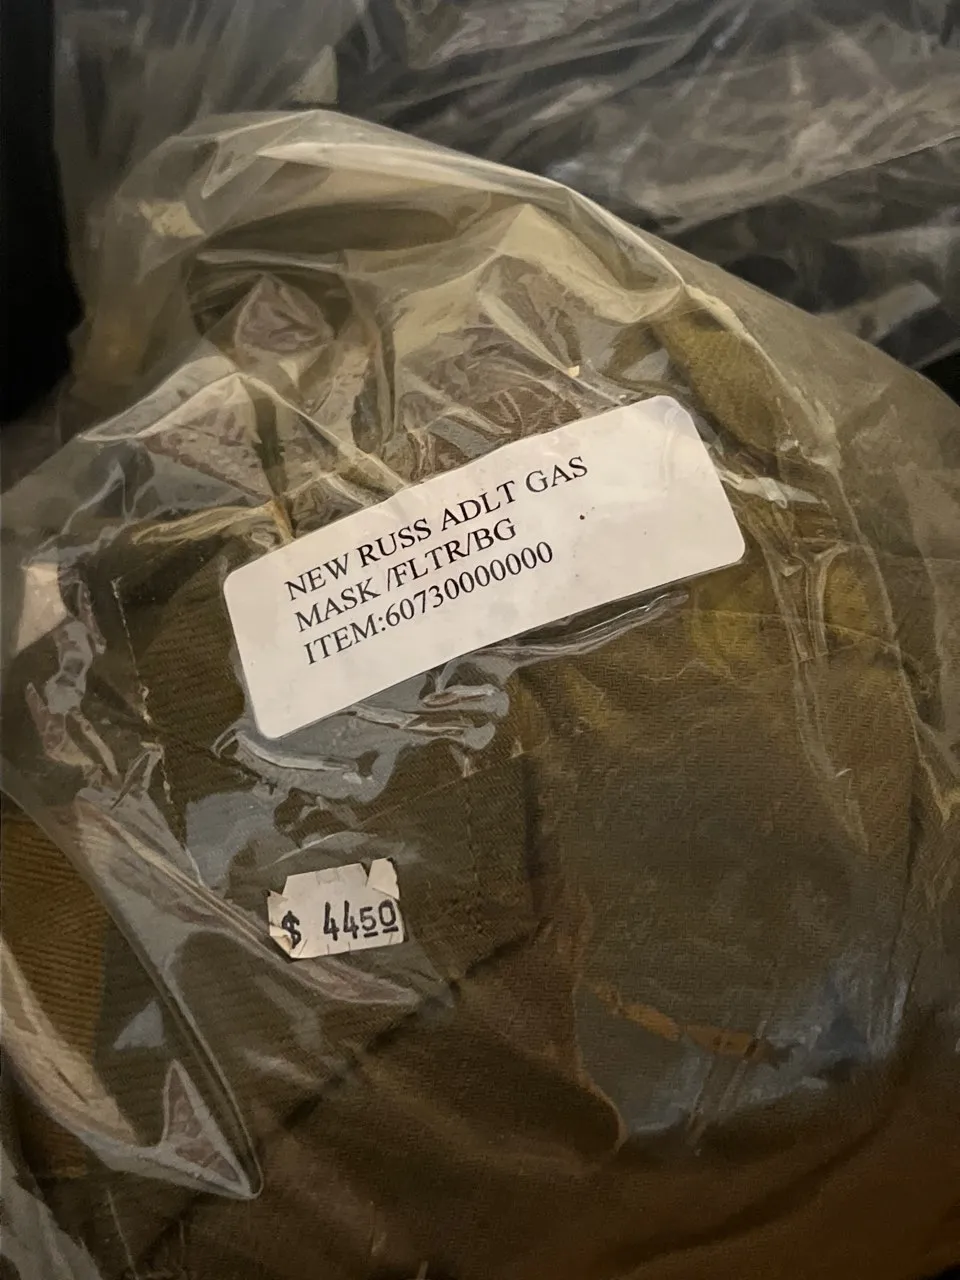 NEW RUSS ADLT GAS
MASK /FLTR/BG
ITEM:60730000000
$ 4450